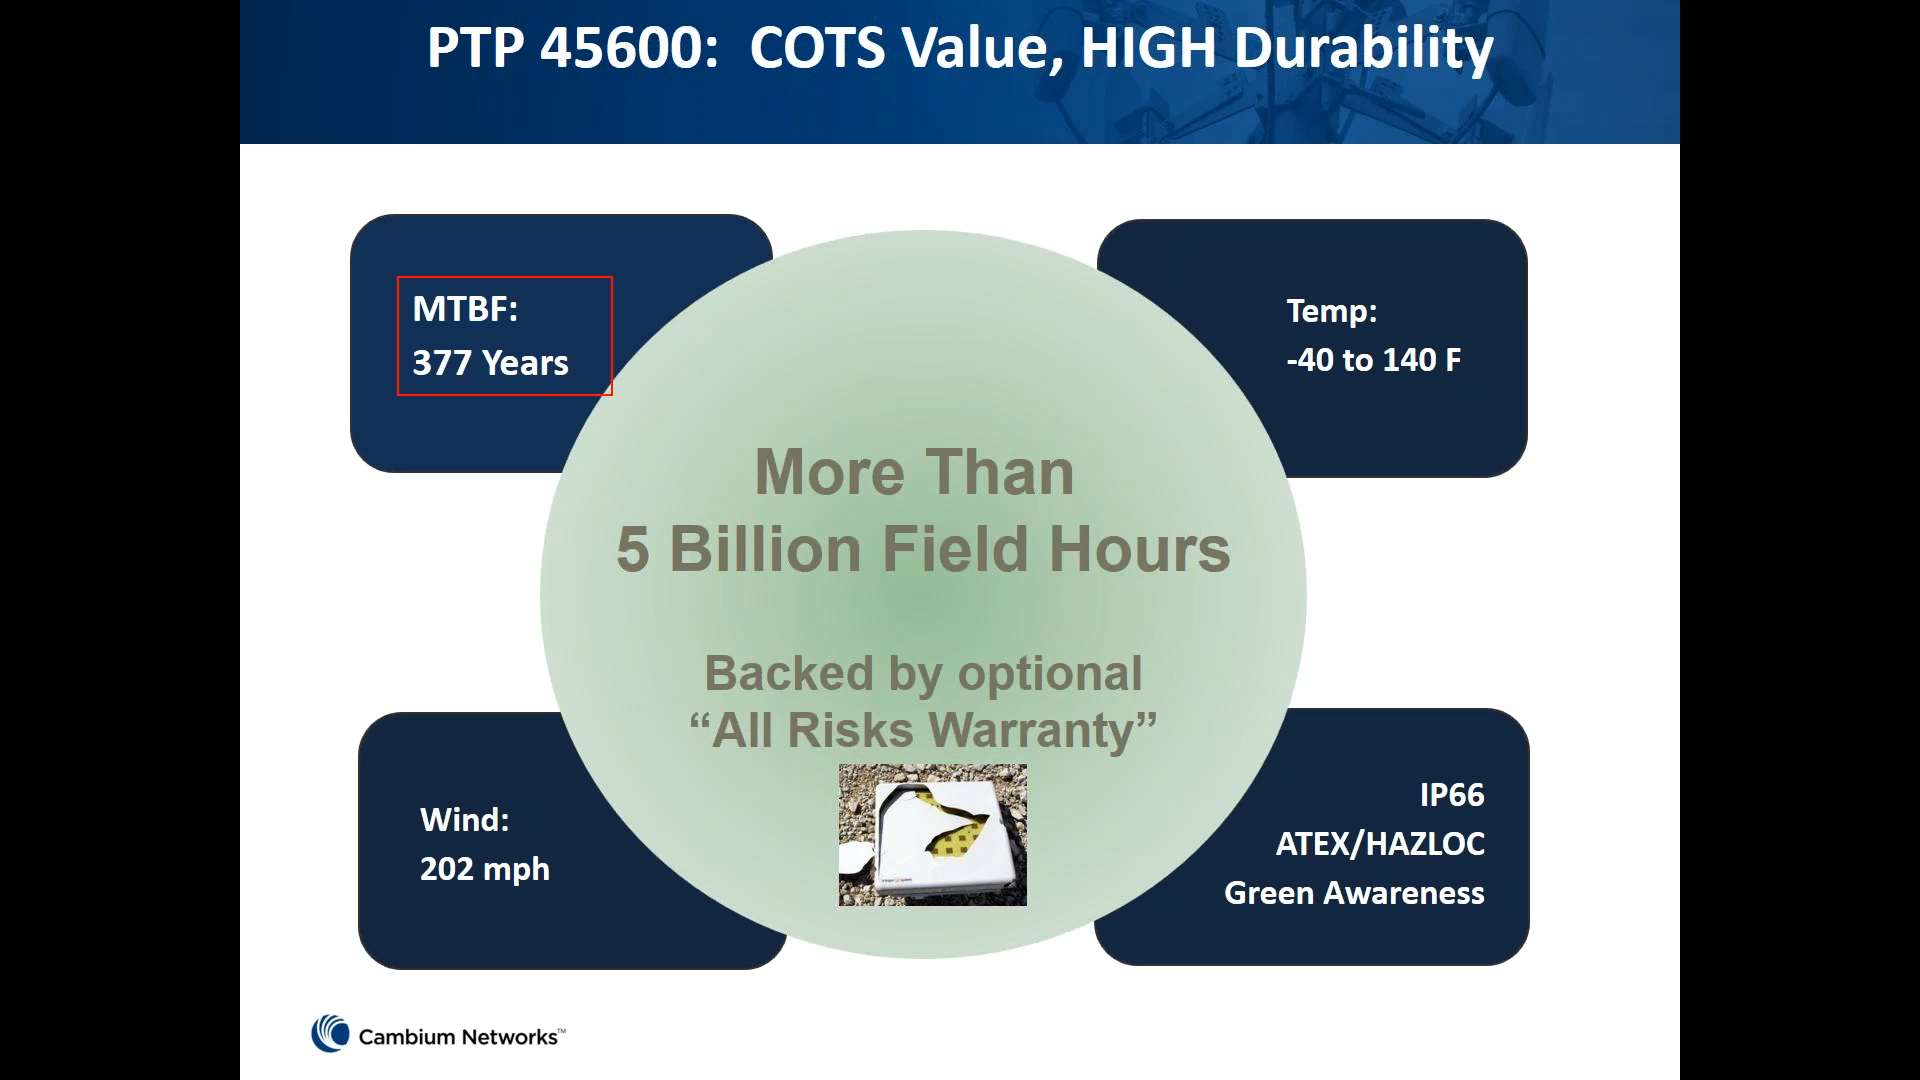 PTP 45600: COTS Value, HIGH Durability
MTBF:
377 Years
Temp:
-40 to 140 F
More Than
5 Billion Field Hours
Backed by optional
“All Risks Warranty”
Wind:
202 mph
IP66
ATEX/HAZLOC
Green Awareness
Cambium Networks™